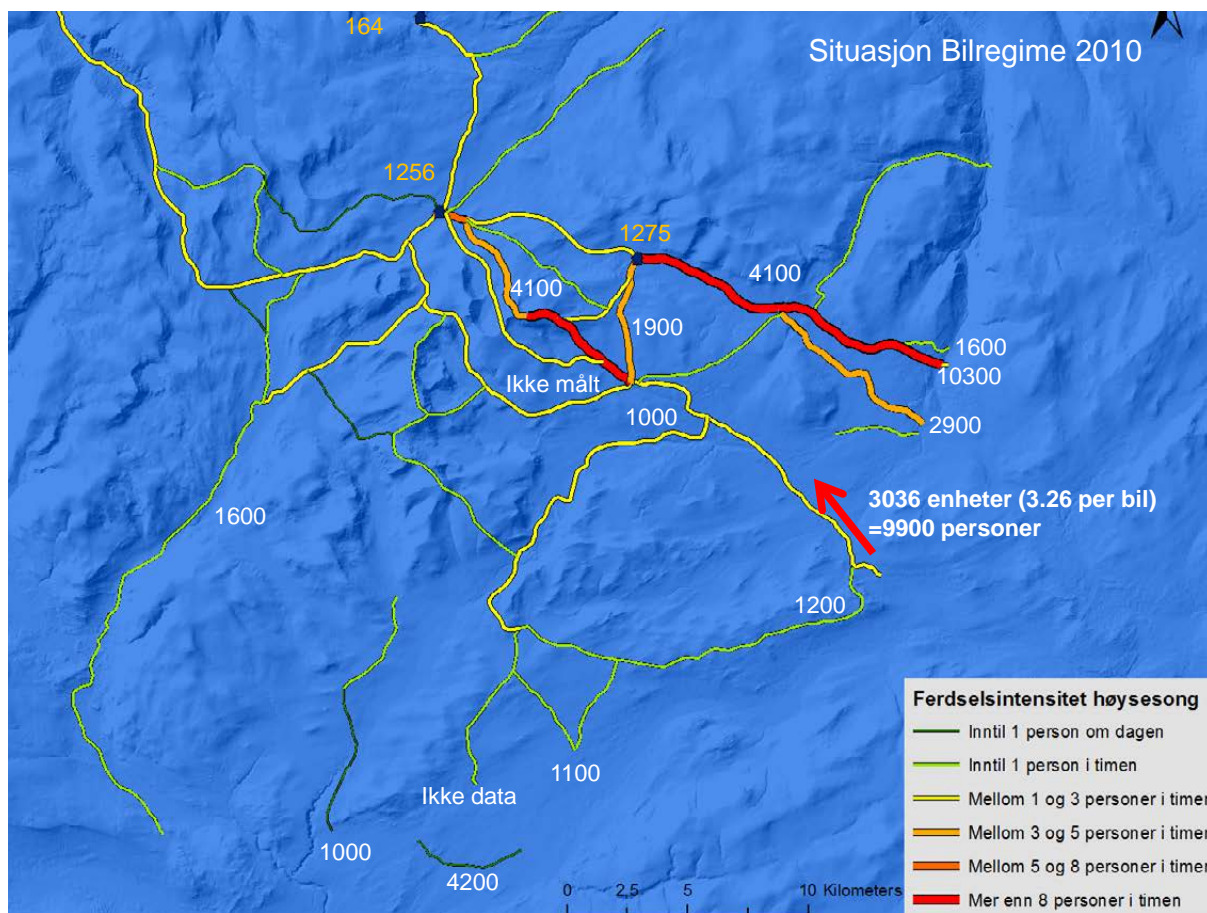 164
Situasjon Bilregime 2010
1256
1275
4100
4100
1900
1600
Ikke målt
10300
1000
2900
3036 enheter (3.26 per bil)
=9900 personer
1600
1200
1100
Ikke data
1000
4200
Ferdselsintensitet høysesong
Inntil 1 person om dagen
Inntil 1 person i timen
Mellom 1 og 3 personer i timen
Mellom 3 og 5 personer i timen
Mellom 5 og 8 personer i timen
Mer enn 8 personer i timen
0 2,5 5 10 Kilometers